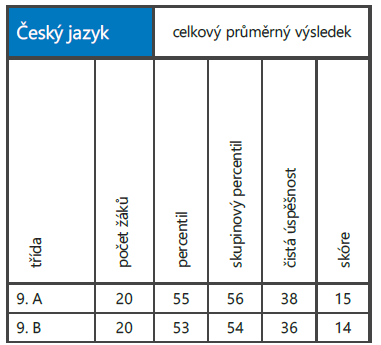 Český jazyk celkový průměrný výsledek
třída počet žáků percentil skupinový percentil čistá úspěšnost skóre
9. A 20 55 56 38 15
9. B 20 53 54 36 14